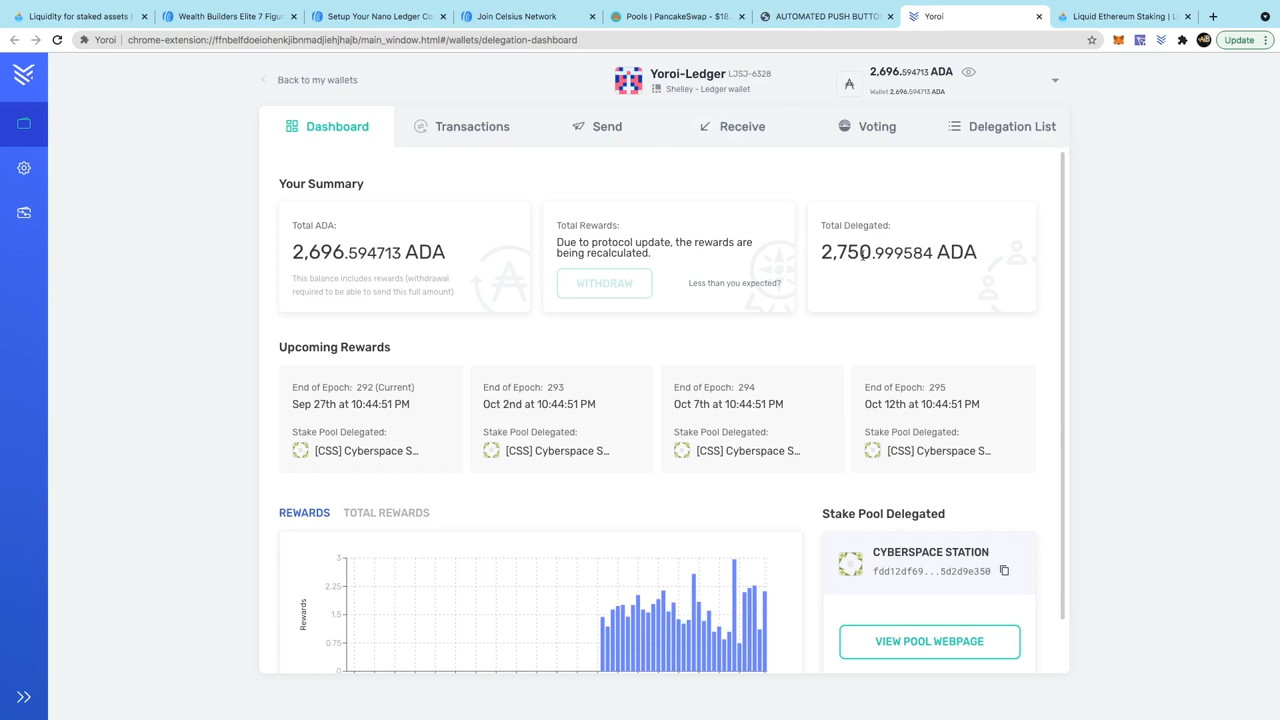 Liquidity for staked assets |
Wealth Builders Elite 7 Figu
Setup Your Nano Ledger Co
Join Celsius Network
Pools | PancakeSwap - $18.
AUTOMATED PUSH BUTTO
Yoroi
Liquid Ethereum Staking | L
Yoroi | chrome-extension://ffnbelfdoeiohenkjibnmadjiehjhajb/main_window.html#/wallets/delegation-dashboard
Update
Back to my wallets
Yoroi-Ledger LJSJ-6328
Shelley - Ledger wallet
2,696.594713 ADA
Wallet 2,696.594713 ADA
Dashboard
Transactions
Send
Receive
Voting
Delegation List
Your Summary
Total ADA:
2,696.594713 ADA
This balance includes rewards (withdrawal
required to be able to send this full amount)
Total Rewards:
Due to protocol update, the rewards are
being recalculated.
WITHDRAW
Less than you expected?
Total Delegated:
2,750.999584 ADA
Upcoming Rewards
End of Epoch: 292 (Current)
Sep 27th at 10:44:51 PM
Stake Pool Delegated:
[CSS] Cyberspace S...
End of Epoch: 293
Oct 2nd at 10:44:51 PM
Stake Pool Delegated:
[CSS] Cyberspace S...
End of Epoch: 294
Oct 7th at 10:44:51 PM
Stake Pool Delegated:
[CSS] Cyberspace S...
End of Epoch: 295
Oct 12th at 10:44:51 PM
Stake Pool Delegated:
[CSS] Cyberspace S...
REWARDS
TOTAL REWARDS
3
2.25
1.5
0.75
0
Rewards
Stake Pool Delegated
CYBERSPACE STATION
fdd12df69...5d2d9e350
VIEW POOL WEBPAGE